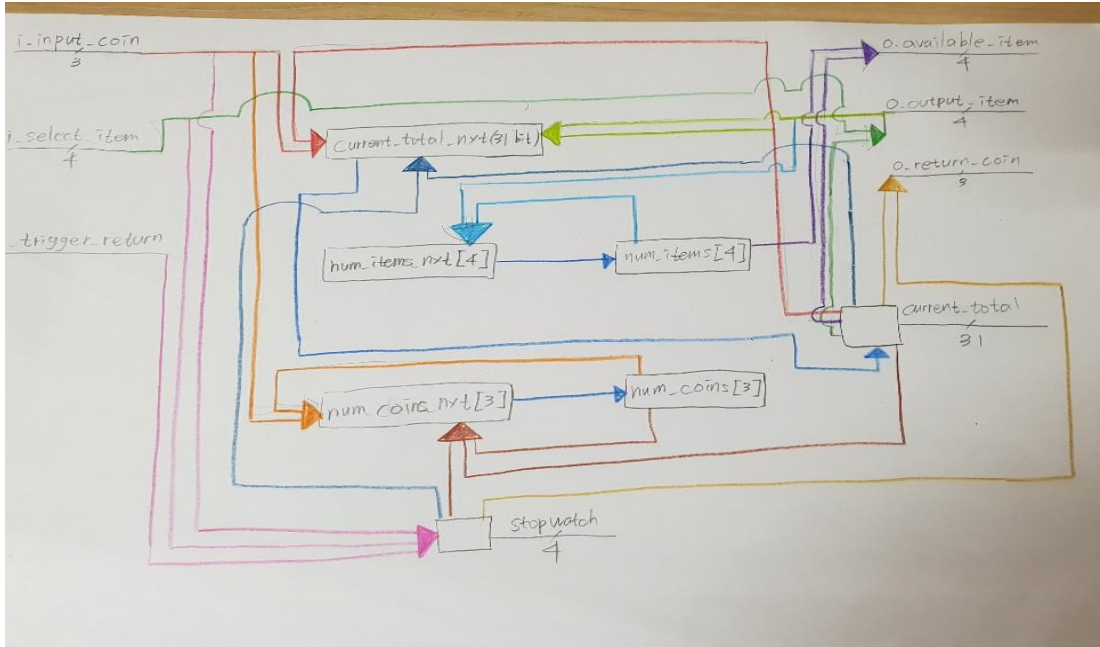 i_input_coin
3
i_select_item
4
_trigger_return
current_total_nxt(31 bit)
num_items_nxt[4]
num_items[4]
num_coins_nxt[3]
num_coins[3]
stopwatch
4
o_available_item
4
o_output_item
4
o_return_coin
3
current_total
31